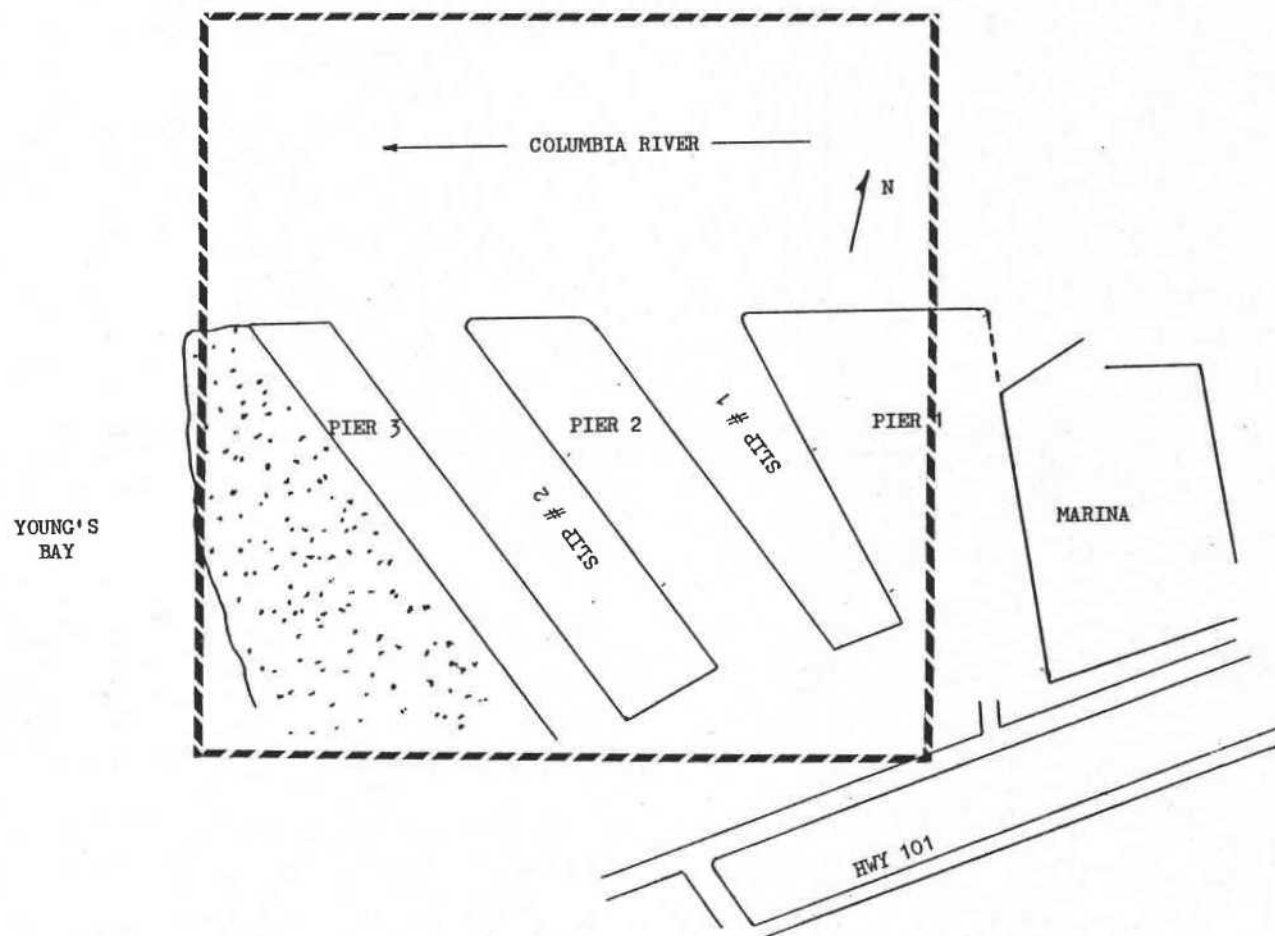 COLUMBIA RIVER
N
PIER 3
PIER 2
SLIP # 1
PIER 1
SLIP # 2
YOUNG'S
BAY
MARINA
HWY 101